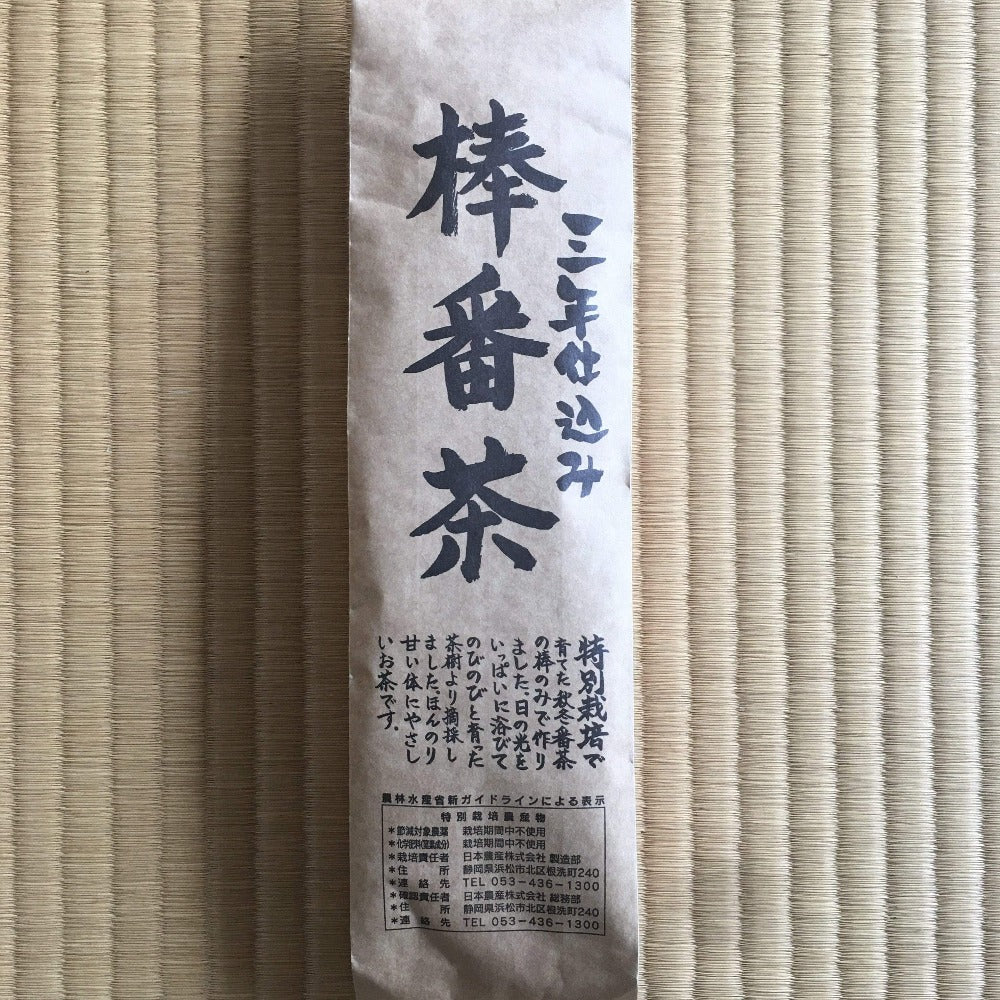 三年仕込み
棒番茶
特別栽培で
育てた秋冬番茶
の棒のみで作り
ました。日の光を
いっぱいに浴びて
のびのびと育った
茶樹より摘採し
ました。ほんのり
甘い体にやさし
いお茶です。
農林水産省新ガイドラインによる表示
特別栽培農産物
＊節減対象農薬 栽培期間中不使用
＊化学肥料(窒素成分) 栽培期間中不使用
＊栽培責任者 日本農産株式会社 製造部
＊住 所 静岡県浜松市北区根洗町240
＊連絡先 TEL 053−436−1300
＊確認責任者 日本農産株式会社 総務部
＊住 所 静岡県浜松市北区根洗町240
＊連絡先 TEL 053−436−1300